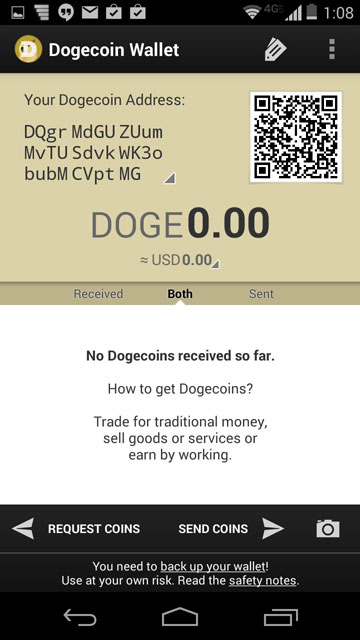 4G 1:08
Dogecoin Wallet
Your Dogecoin Address:
DQgr MdGU ZUum
MvTU Sdvk WK3o
bubM CVpt MG
DOGE 0.00
≈ USD 0.00
Received Both Sent
No Dogecoins received so far.
How to get Dogecoins?
Trade for traditional money,
sell goods or services or
earn by working.
REQUEST COINS SEND COINS
You need to back up your wallet!
Use at your own risk. Read the safety notes.